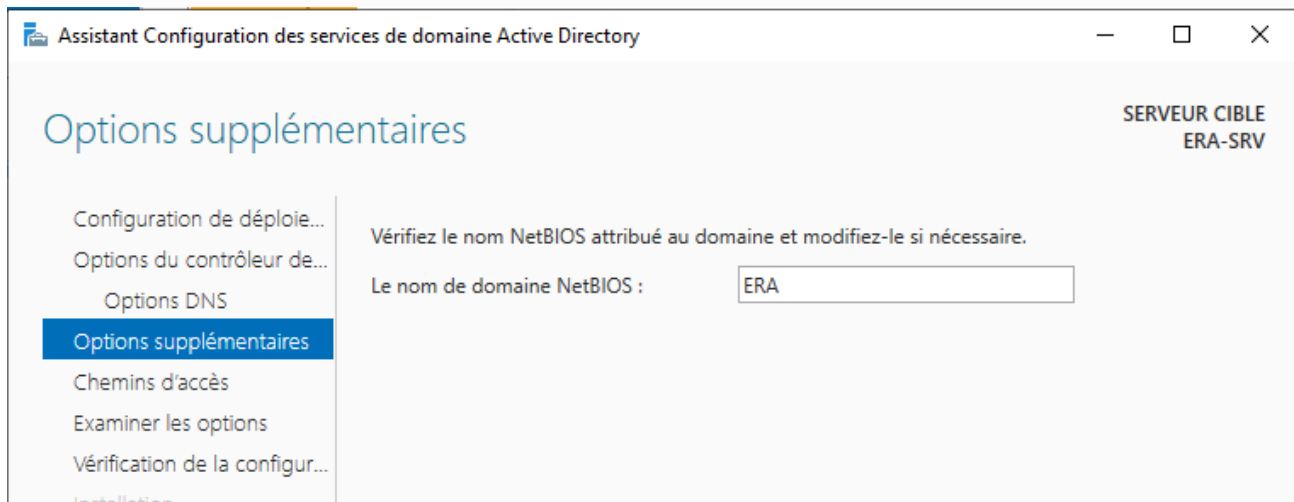 Assistant Configuration des services de domaine Active Directory
Options supplémentaires
SERVEUR CIBLE
ERA-SRV
Configuration de déploie...
Options du contrôleur de...
Options DNS
Options supplémentaires
Chemins d'accès
Examiner les options
Vérification de la configur...
Installation
Vérifiez le nom NetBIOS attribué au domaine et modifiez-le si nécessaire.
Le nom de domaine NetBIOS :
ERA